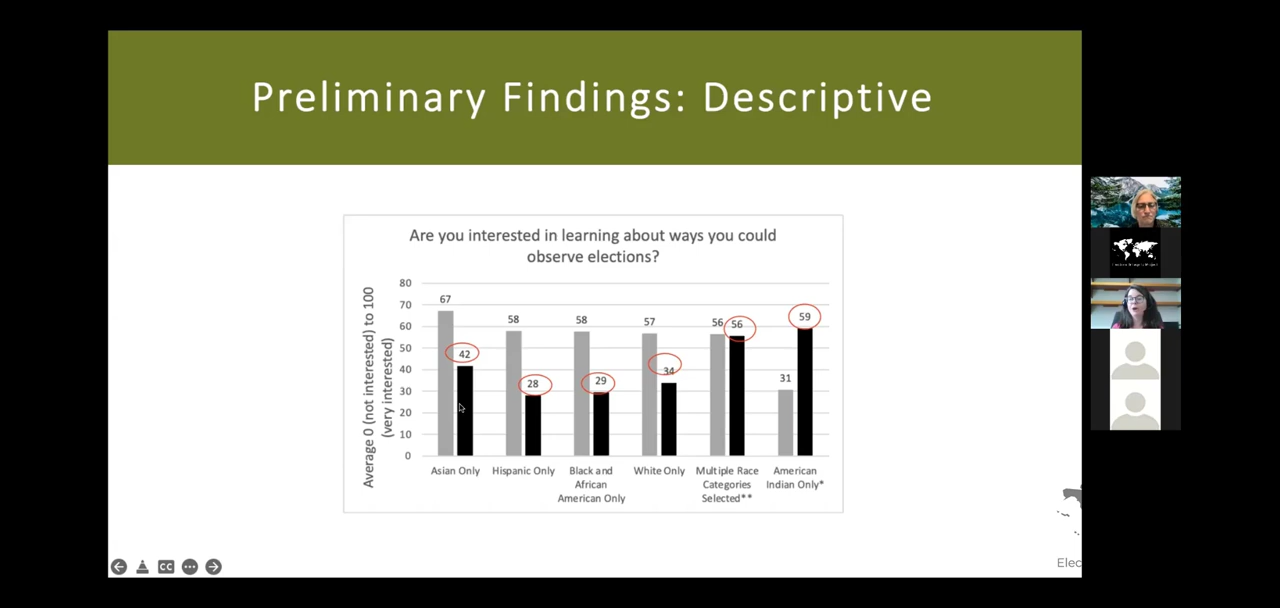 Preliminary Findings: Descriptive
Are you interested in learning about ways you could
observe elections?
Average 0 (not interested) to 100
(very interested)
80
70
60
50
40
30
20
10
0
67
42
58
28
58
29
57
34
56
56
31
59
Asian Only
Hispanic Only
Black and
African
American Only
White Only
Multiple Race
Categories
Selected**
American
Indian Only*
CC
Elec